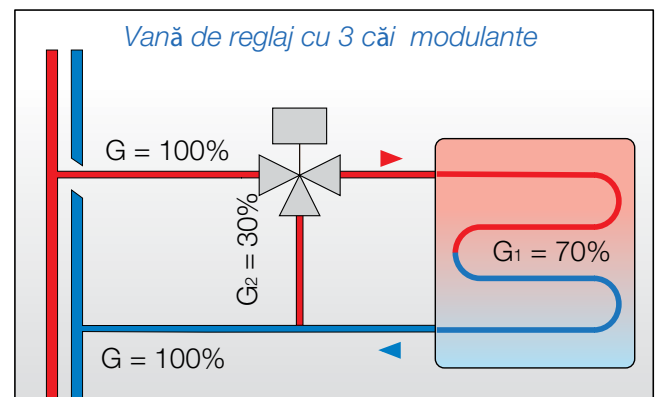 Vană de reglaj cu 3 căi modulante
G = 100%
G2 = 30%
G1 = 70%
G = 100%